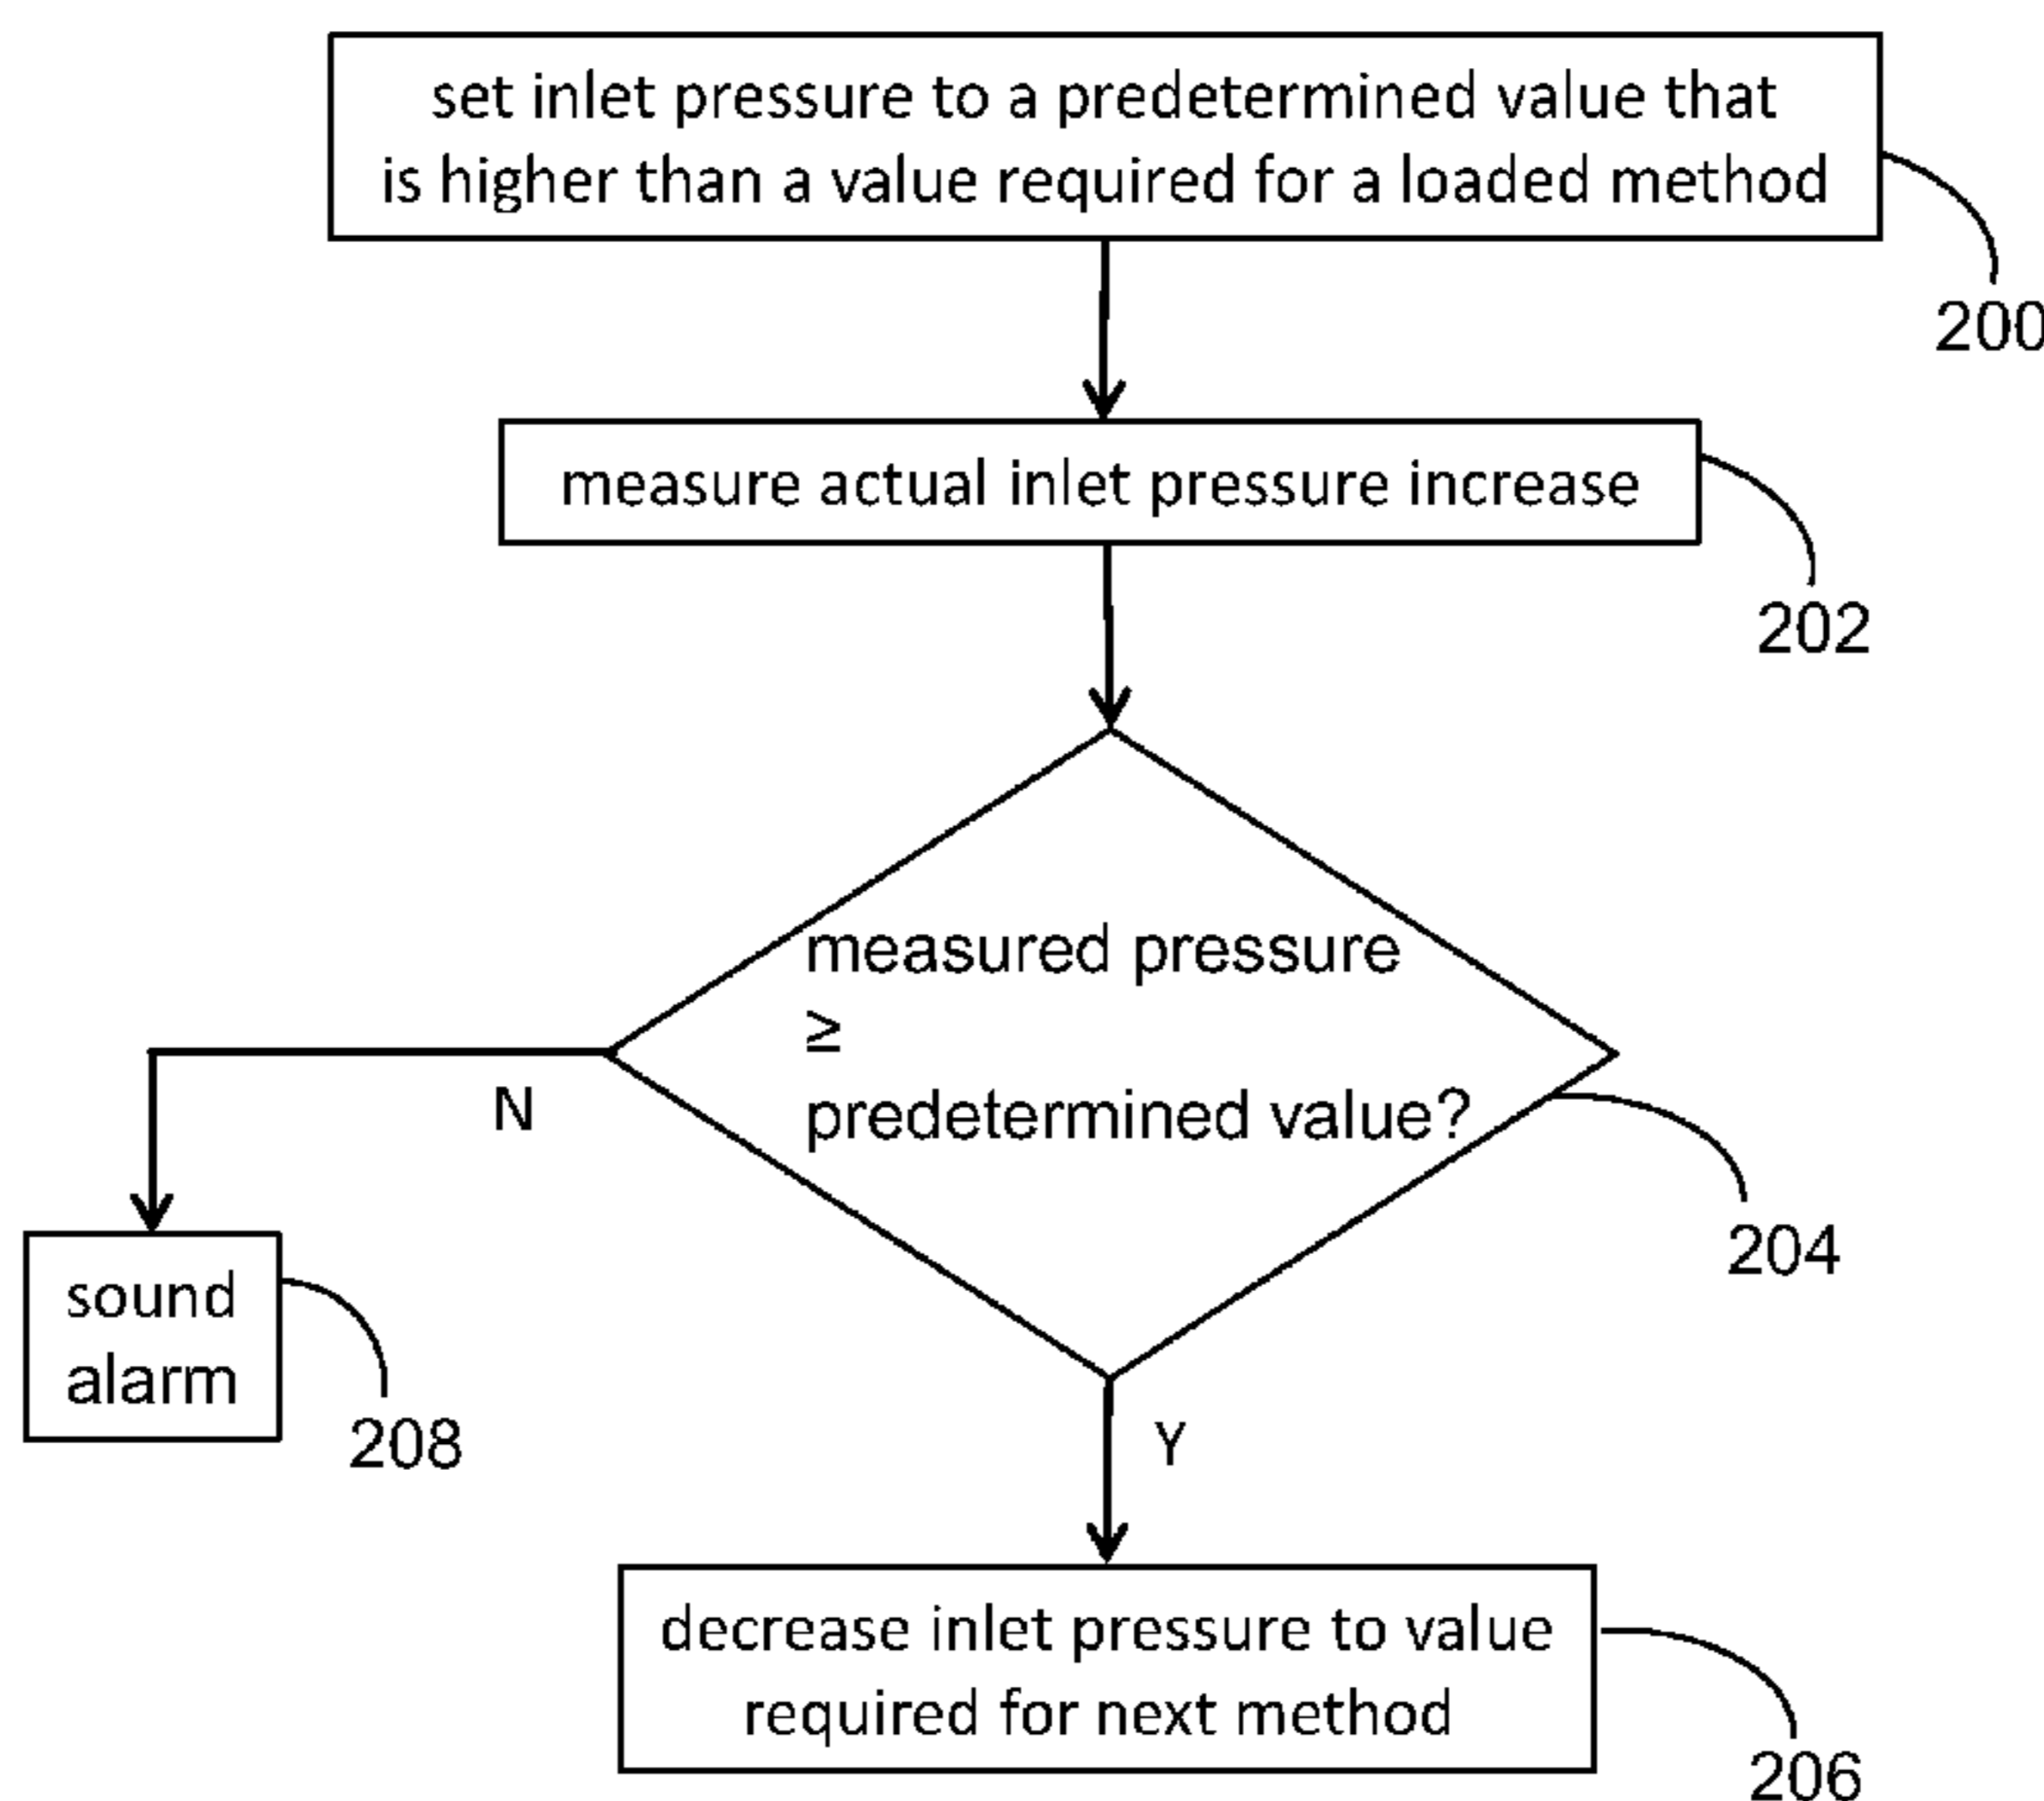 set inlet pressure to a predetermined value that
is higher than a value required for a loaded method
200
measure actual inlet pressure increase
202
measured pressure
≥
predetermined value?
N
204
sound
alarm
208
Y
decrease inlet pressure to value
required for next method
206